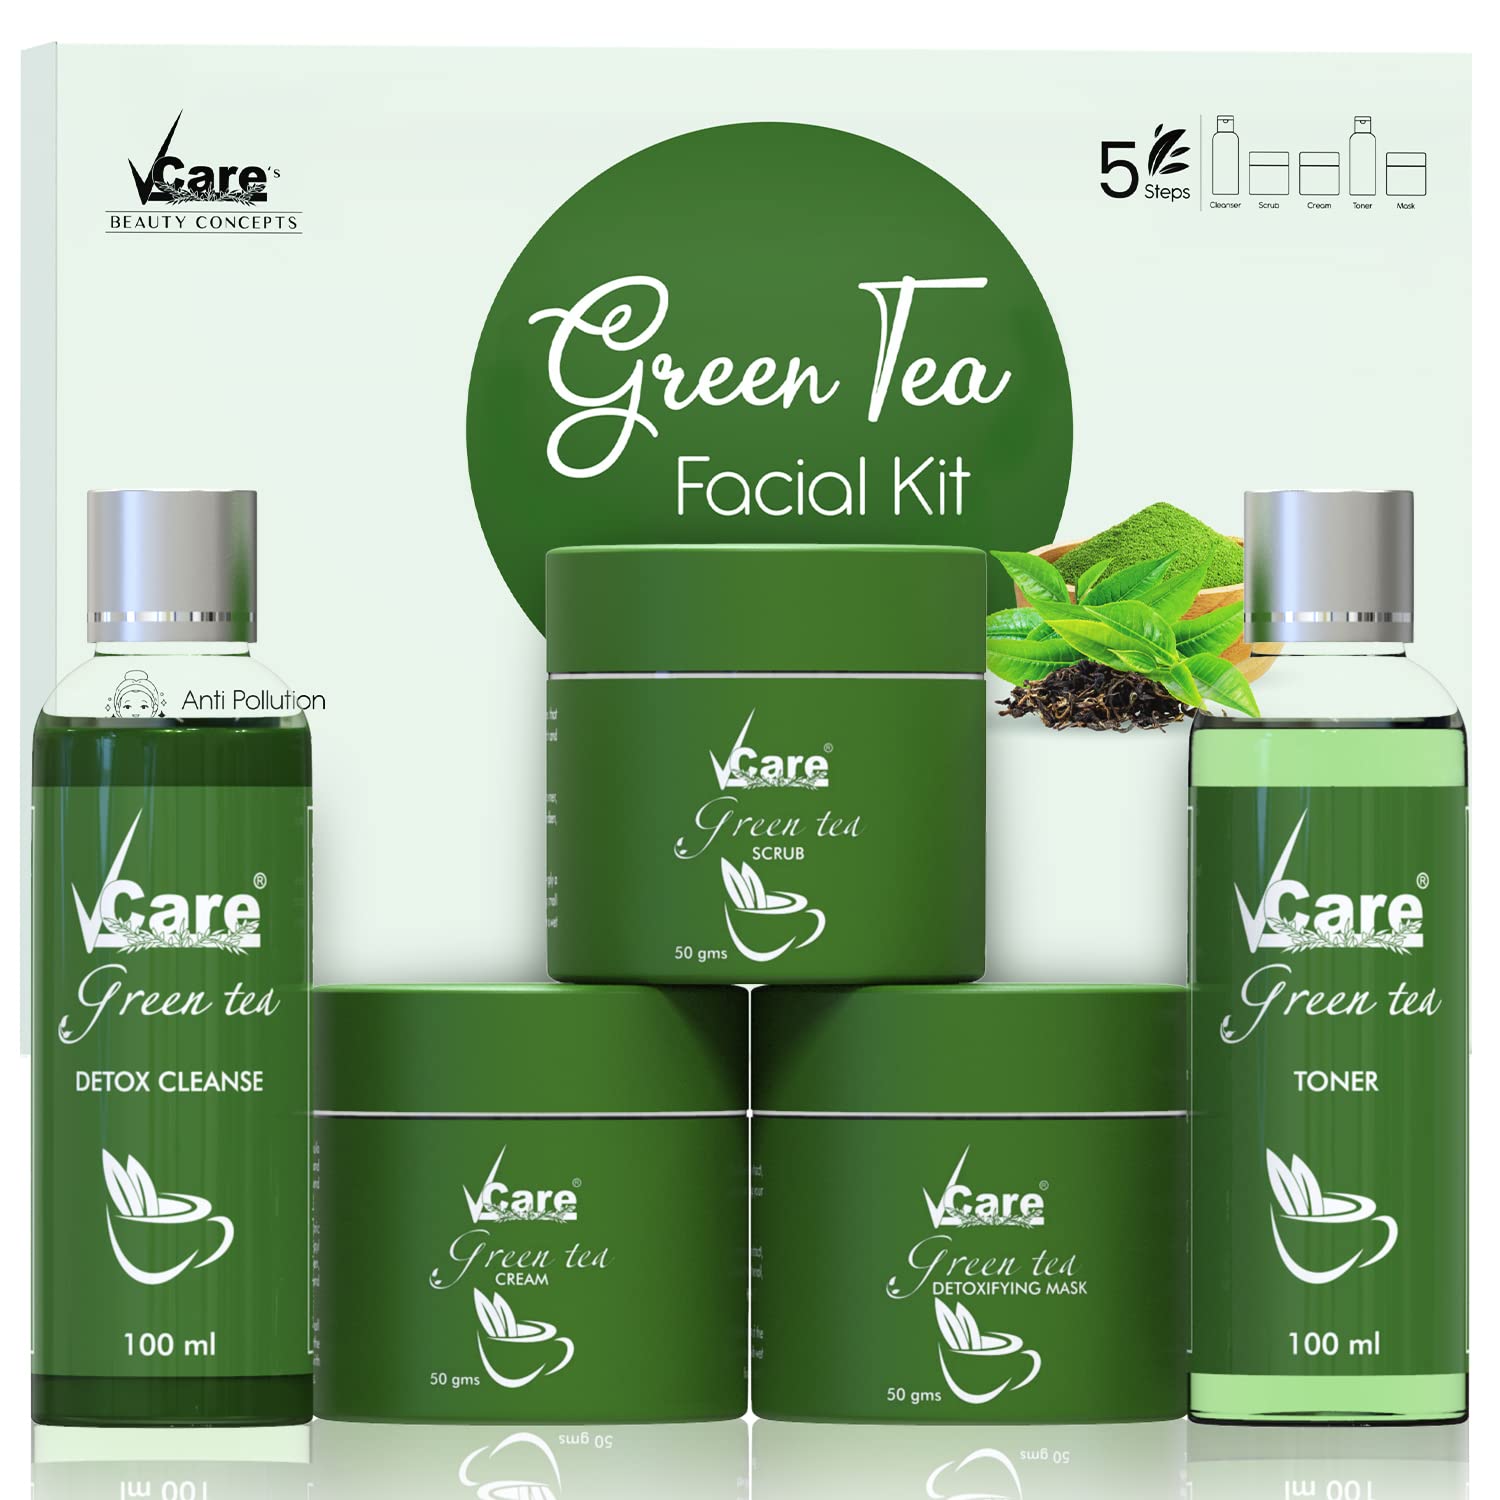 VCare's
BEAUTY CONCEPTS
5 Steps
Cleanser Scrub Cream Toner Mask
Green Tea
Facial Kit
Anti Pollution
VCare®
Green tea
SCRUB
50 gms
VCare®
Green tea
DETOX CLEANSE
100 ml
VCare®
Green tea
TONER
100 ml
VCare®
Green tea
CREAM
50 gms
VCare®
Green tea
DETOXIFYING MASK
50 gms